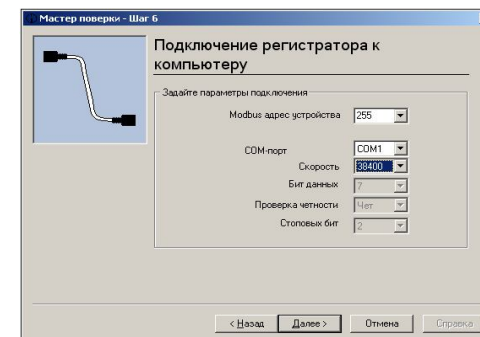 Мастер поверки - Шаг 6
Подключение регистратора к
компьютеру
Задайте параметры подключения
Modbus адрес устройства 255
COM-порт COM1
Скорость 38400
Бит данных 7
Проверка четности Чет
Стоповых бит 2
< Назад Далее > Отмена Справка